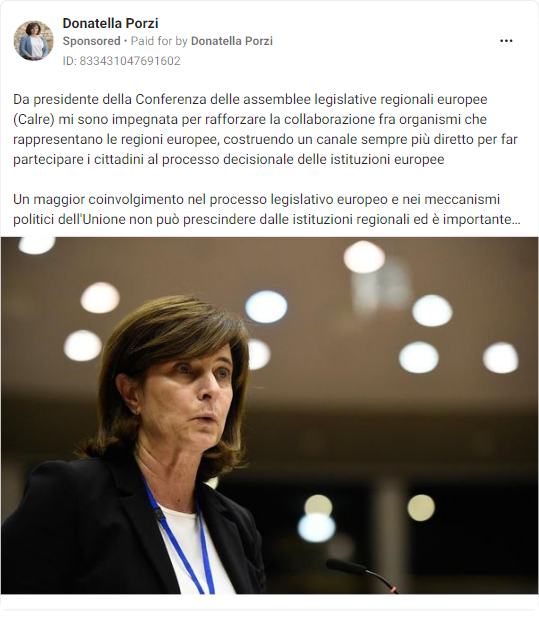 Donatella Porzi
Sponsored • Paid for by Donatella Porzi
ID: 833431047691602
Da presidente della Conferenza delle assemblee legislative regionali europee
(Calre) mi sono impegnata per rafforzare la collaborazione fra organismi che
rappresentano le regioni europee, costruendo un canale sempre più diretto per far
partecipare i cittadini al processo decisionale delle istituzioni europee
Un maggior coinvolgimento nel processo legislativo europeo e nei meccanismi
politici dell'Unione non può prescindere dalle istituzioni regionali ed è importante...